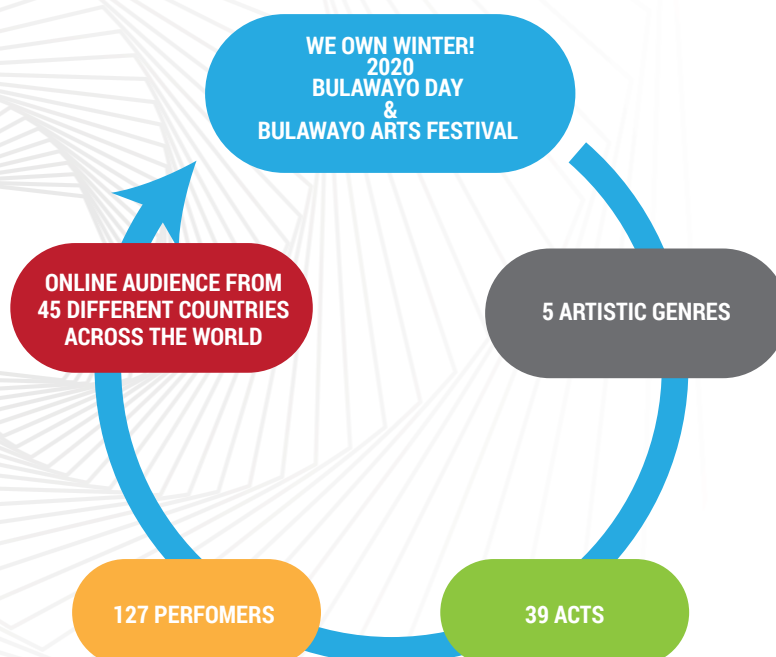 WE OWN WINTER!
2020
BULAWAYO DAY
&
BULAWAYO ARTS FESTIVAL
5 ARTISTIC GENRES
39 ACTS
127 PERFOMERS
ONLINE AUDIENCE FROM
45 DIFFERENT COUNTRIES
ACROSS THE WORLD